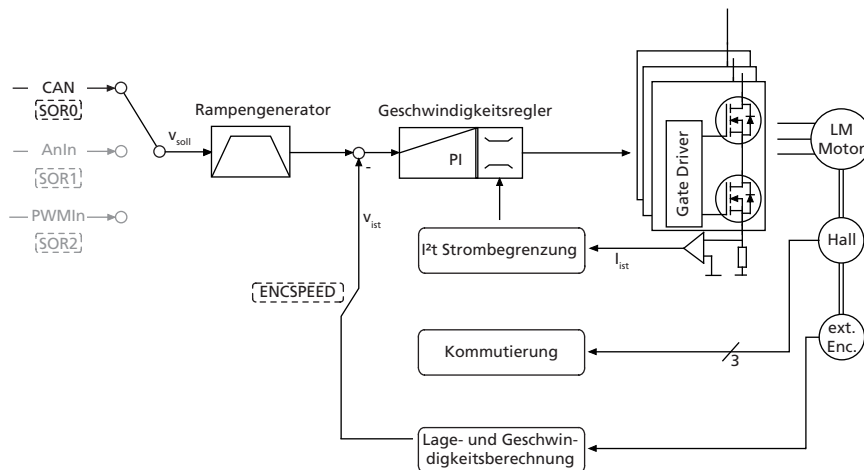 CAN
SOR0
AnIn
SOR1
PWMIn
SOR2
v_soll
Rampengenerator
-
v_ist
ENCSPEED
Geschwindigkeitsregler
PI
Gate Driver
I²t Strombegrenzung
I_ist
Kommutierung
3
Lage- und Geschwin-
digkeitsberechnung
LM
Motor
Hall
ext.
Enc.